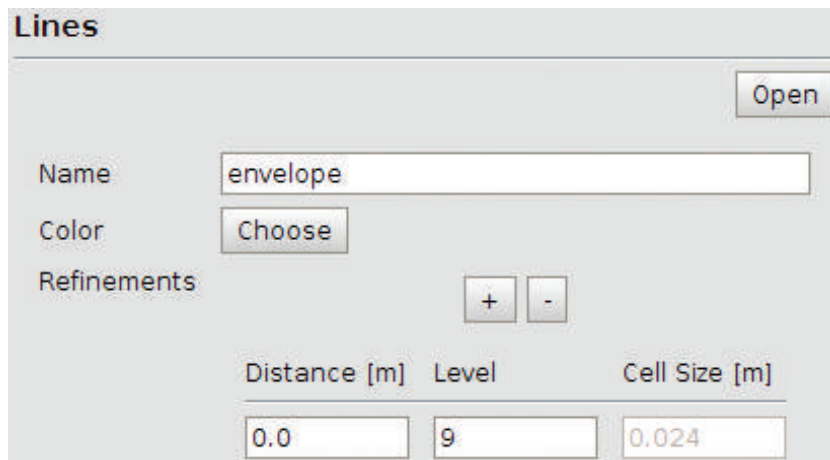 Lines
Open
Name envelope
Color Choose
Refinements
+ -
Distance [m] Level Cell Size [m]
0.0 9 0.024